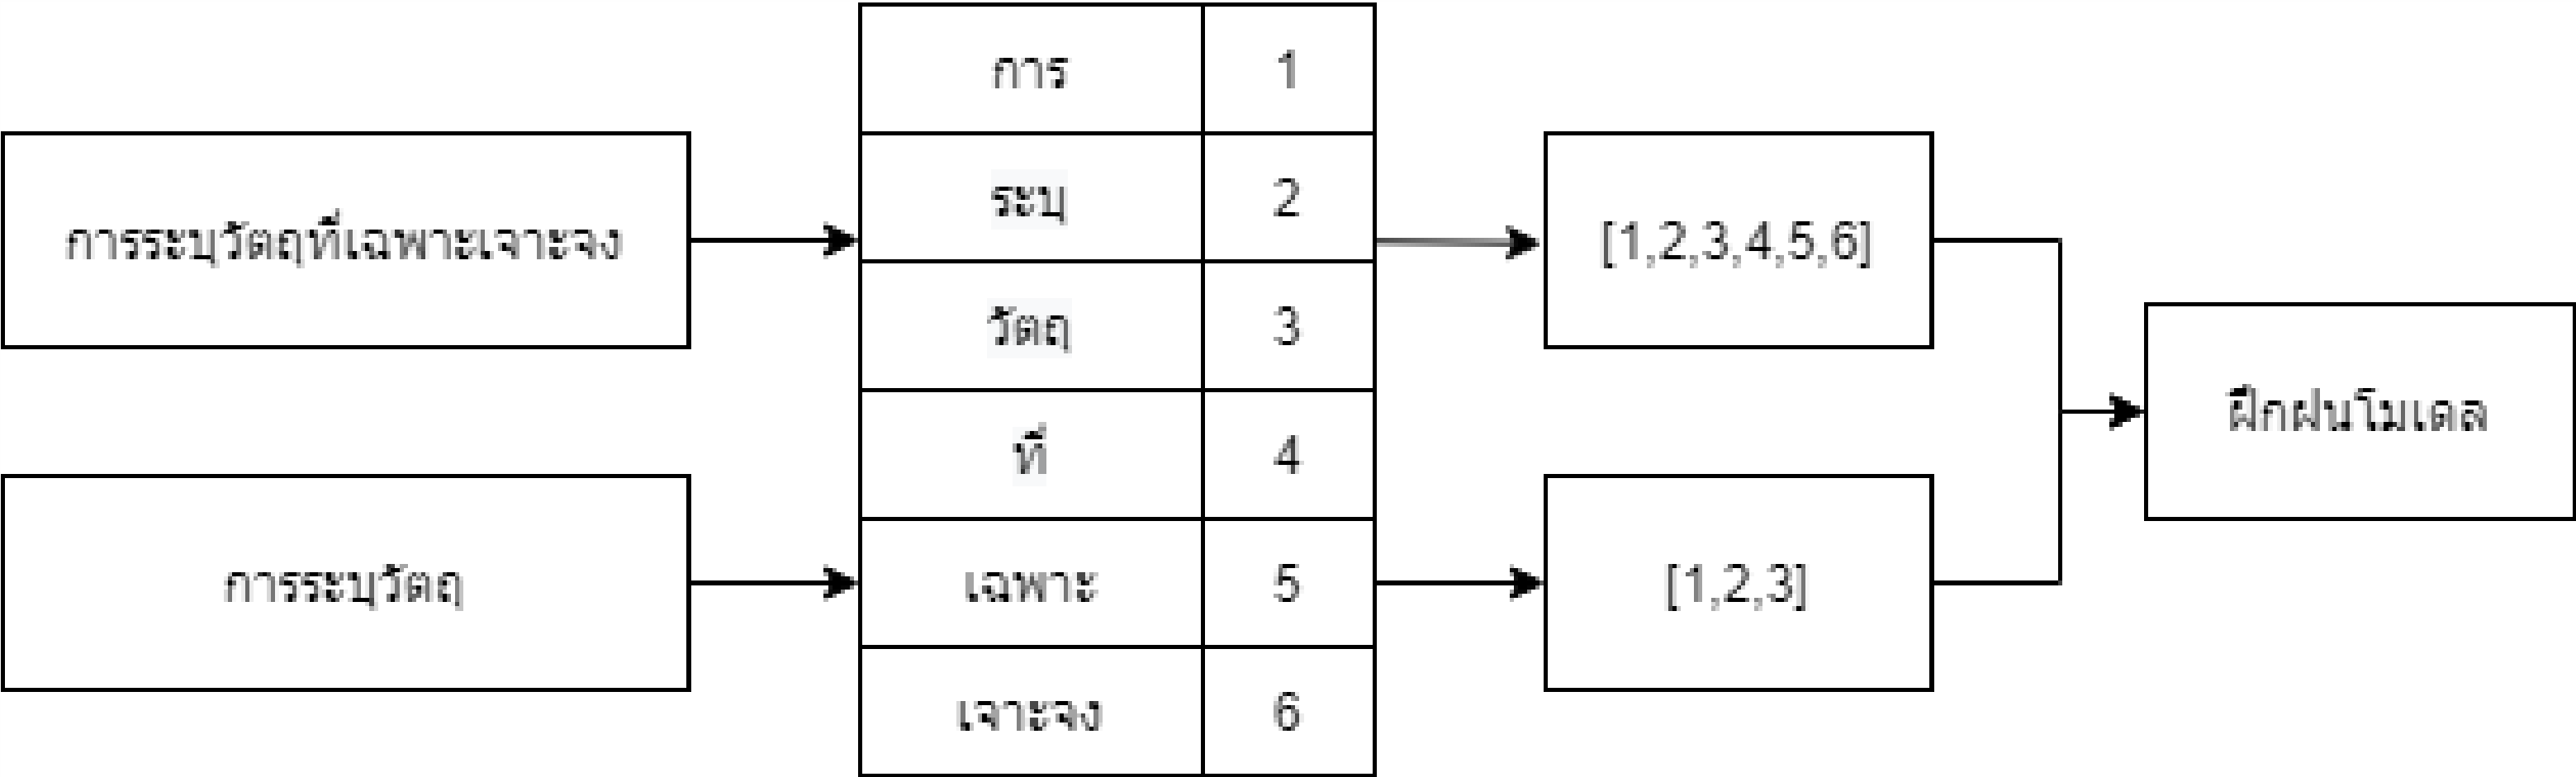 การระบุวัตฤที่เฉพาะเจาะจง
การระบุวัตฤ
การ 1
ระบุ 2
วัตฤ 3
ที่ 4
เฉพาะ 5
เจาะจง 6
[1,2,3,4,5,6]
[1,2,3]
ฝึกฝนโมเดล